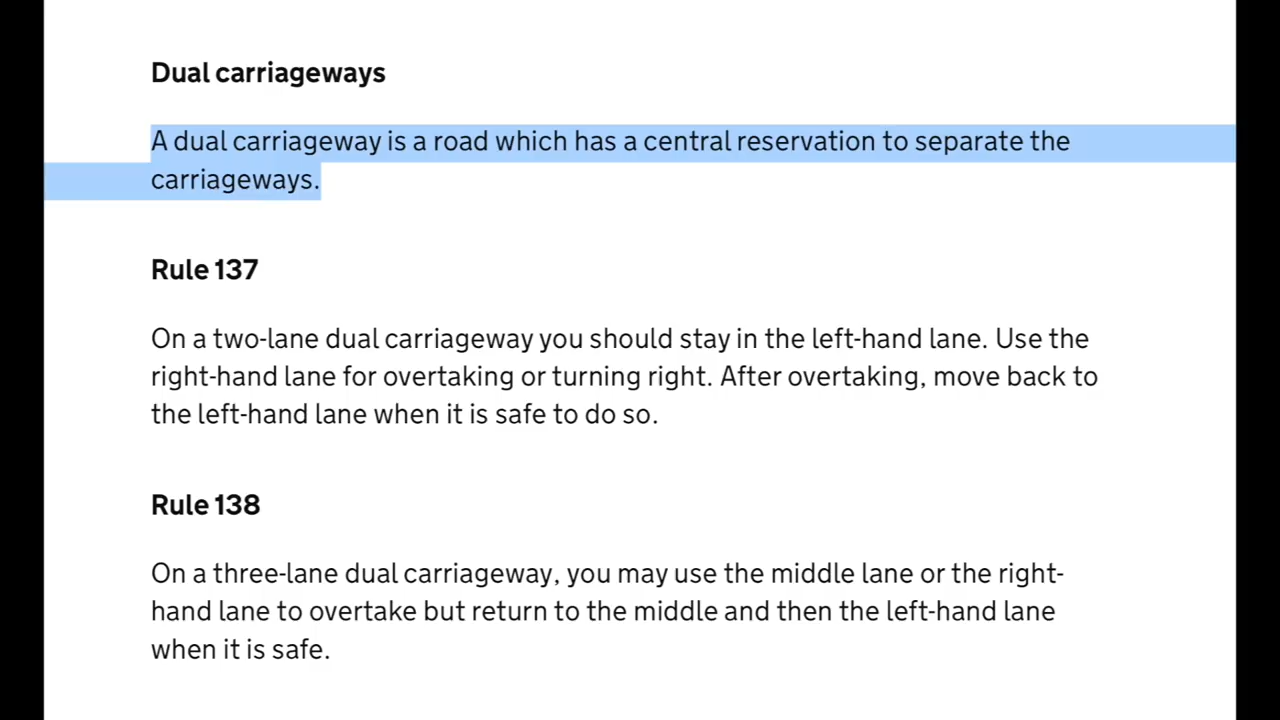 Dual carriageways
A dual carriageway is a road which has a central reservation to separate the
carriageways.
Rule 137
On a two-lane dual carriageway you should stay in the left-hand lane. Use the
right-hand lane for overtaking or turning right. After overtaking, move back to
the left-hand lane when it is safe to do so.
Rule 138
On a three-lane dual carriageway, you may use the middle lane or the right-
hand lane to overtake but return to the middle and then the left-hand lane
when it is safe.